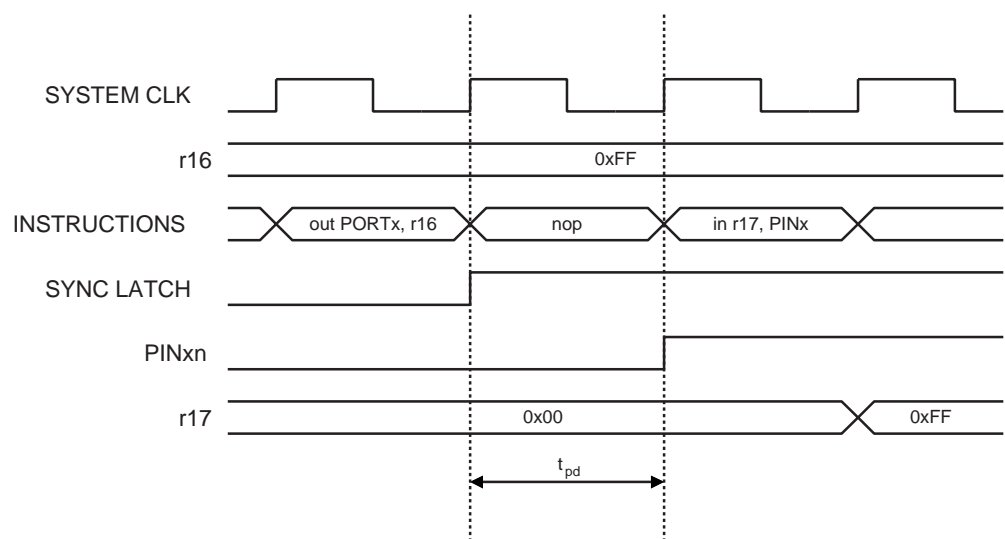 SYSTEM CLK
r16
0xFF
INSTRUCTIONS
out PORTx, r16
nop
in r17, PINx
SYNC LATCH
PINxn
r17
0x00
0xFF
tpd